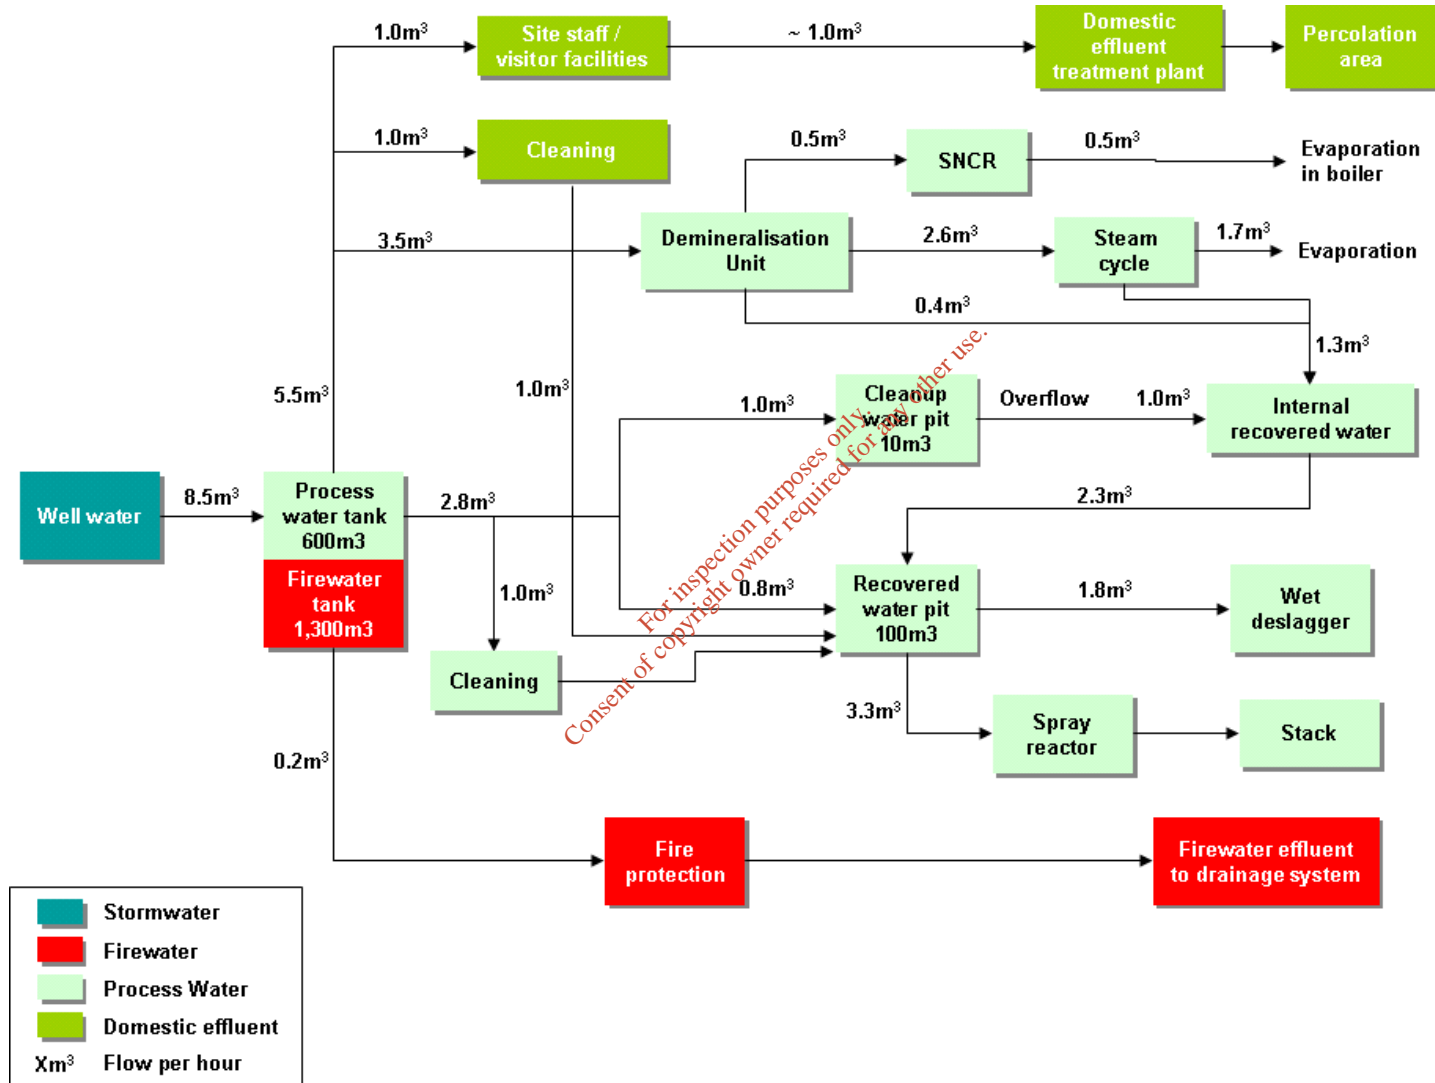 1.0m³
Site staff /
visitor facilities
~ 1.0m³
Domestic
effluent
treatment plant
Percolation
area
1.0m³
Cleaning
0.5m³
SNCR
0.5m³
Evaporation
in boiler
3.5m³
Demineralisation
Unit
2.6m³
Steam
cycle
1.7m³
Evaporation
0.4m³
1.3m³
5.5m³
1.0m³
1.0m³
Cleanup
water pit
10m3
Overflow
1.0m³
Internal
recovered water
Well water
8.5m³
Process
water tank
600m3
2.8m³
2.3m³
Firewater
tank
1,300m3
1.0m³
0.8m³
Recovered
water pit
100m3
1.8m³
Wet
deslagger
Cleaning
3.3m³
Spray
reactor
Stack
0.2m³
Fire
protection
Firewater effluent
to drainage system
For inspection purposes only.
Consent of copyright owner required for any other use.
Stormwater
Firewater
Process Water
Domestic effluent
Xm³ Flow per hour